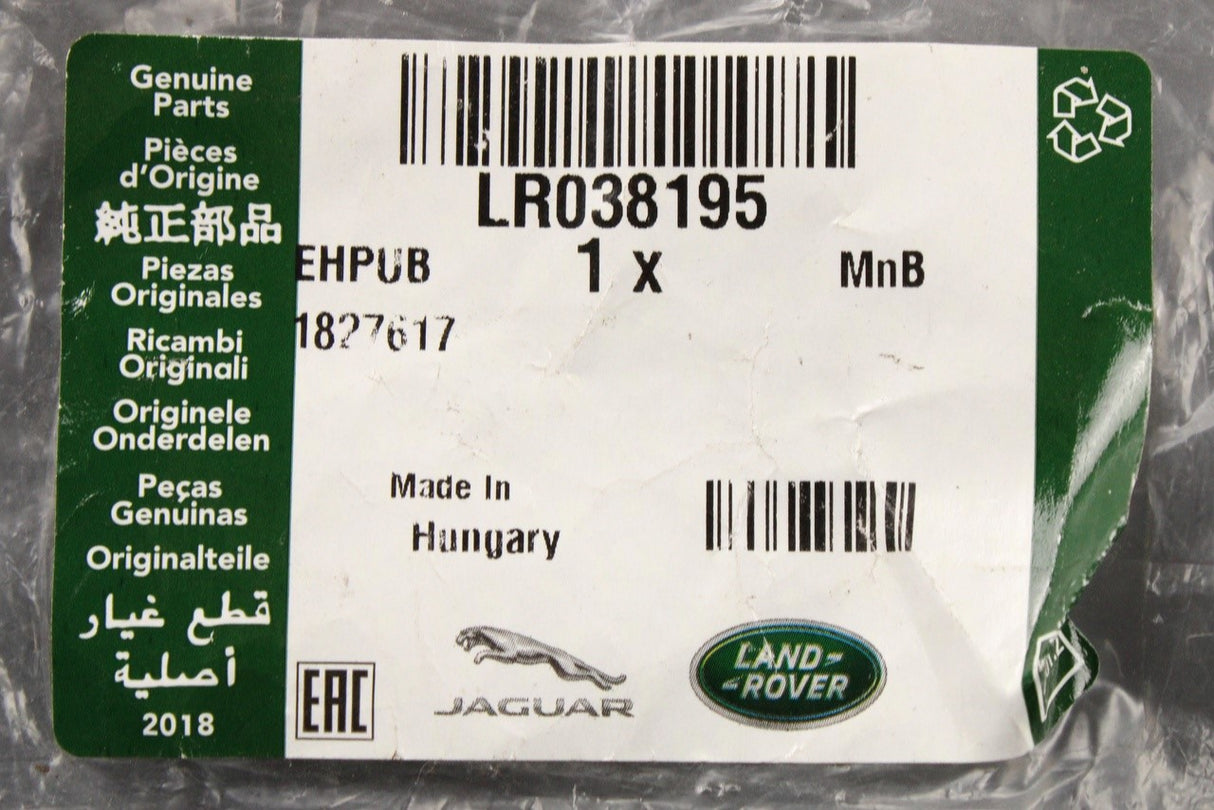 Genuine
Parts
Pièces
d'Origine
純正部品
Piezas
Originales
Ricambi
Originali
Originele
Onderdelen
Peças
Genuinas
Originalteile
قطع غيار
أصلية
2018
LR038195
EHPUB
1 x
MnB
1827617
Made In
Hungary
EAC
JAGUAR
LAND-
-ROVER